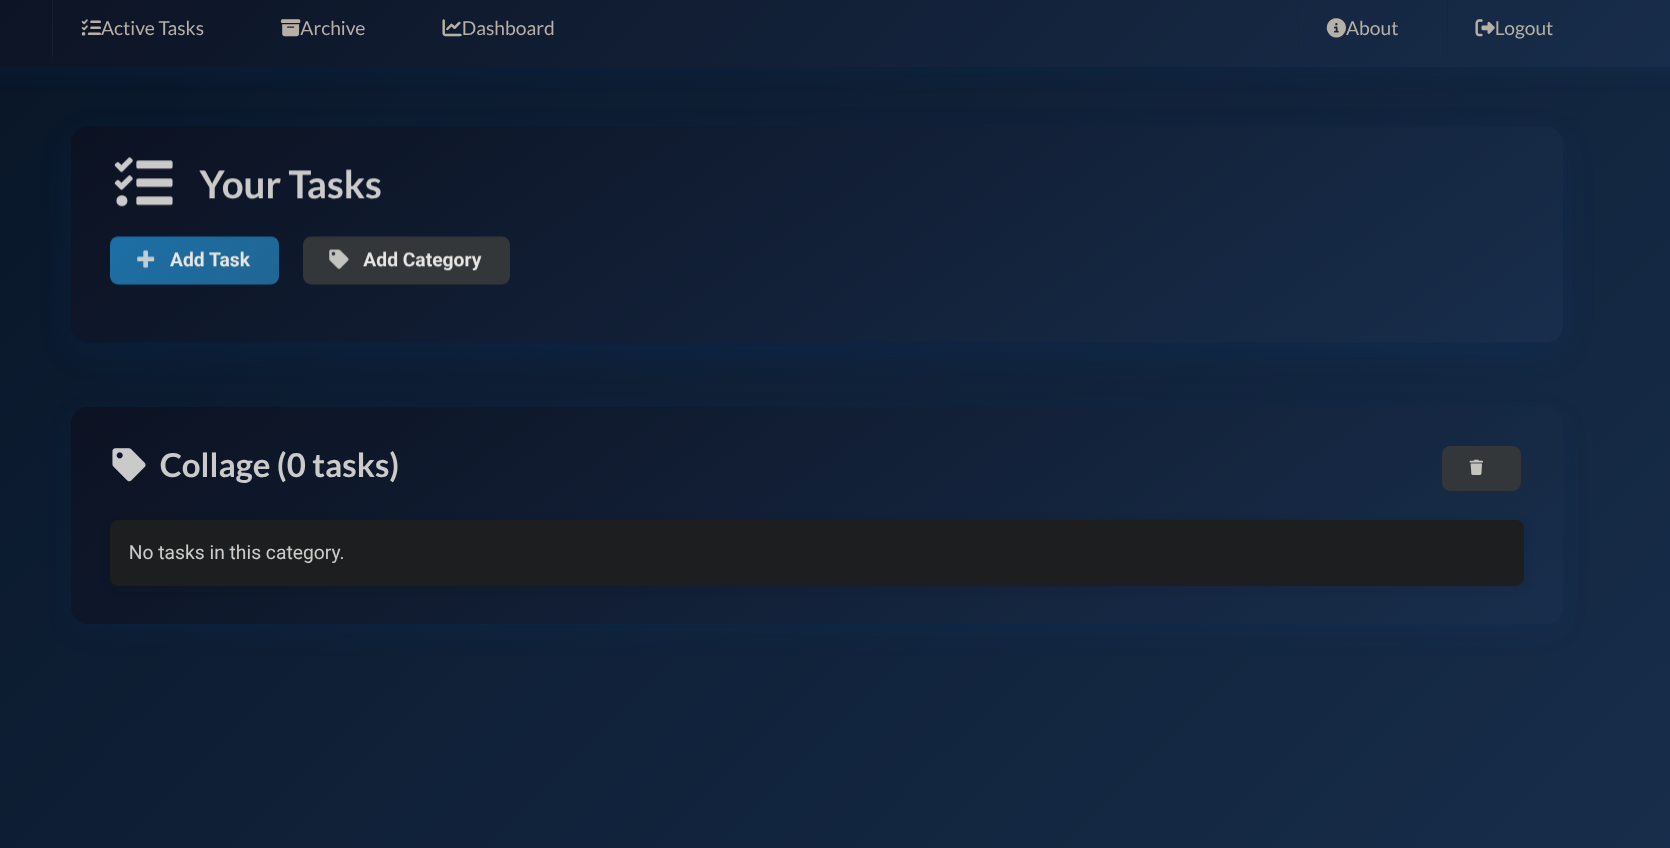 Active Tasks Archive Dashboard About Logout
Your Tasks
Add Task Add Category
Collage (0 tasks)
No tasks in this category.